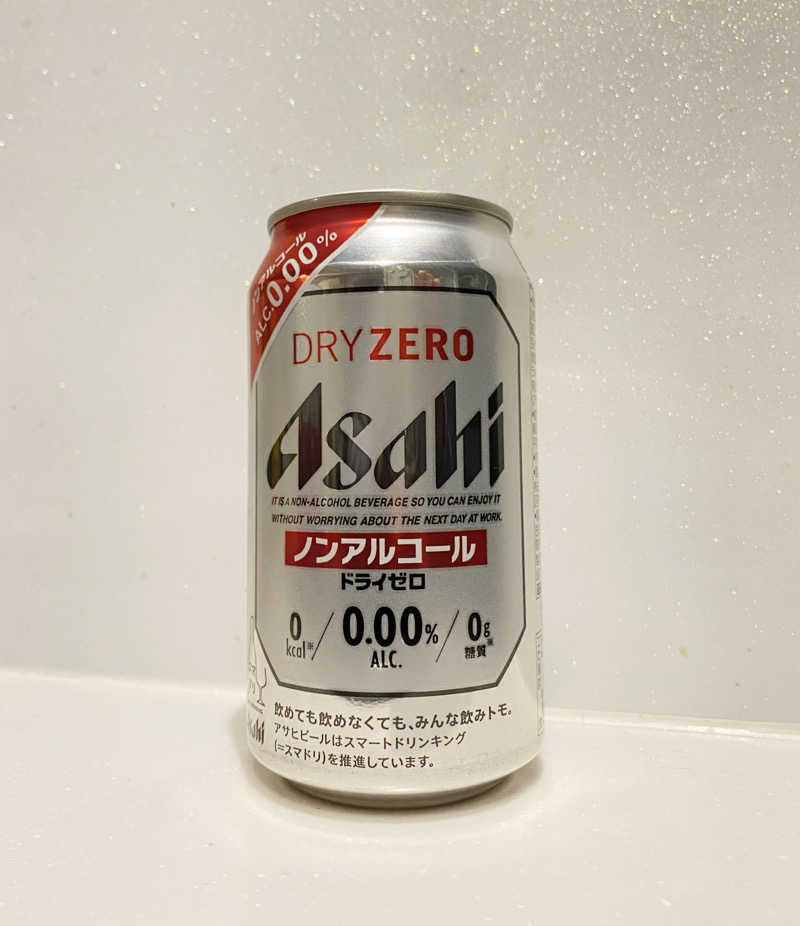 ノンアルコール
ALC.0.00%
DRY ZERO
Asahi
IT IS A NON-ALCOHOL BEVERAGE SO YOU CAN ENJOY IT
WITHOUT WORRYING ABOUT THE NEXT DAY AT WORK.
ノンアルコール
ドライゼロ
0 kcal※ / 0.00% ALC. / 0g 糖質※
飲めても飲めなくても、みんな飲みトモ。
アサヒビールはスマートドリンキング
(=スマドリ)を推進しています。
Asahi